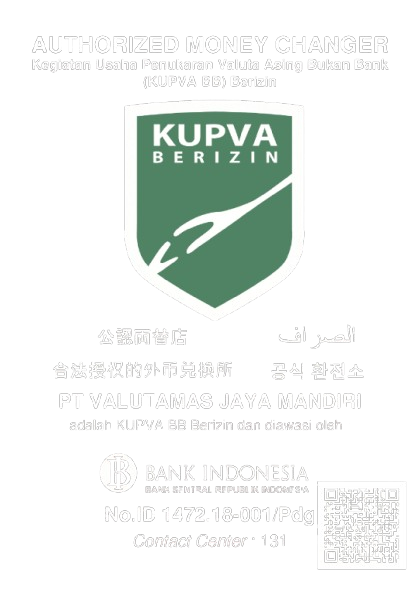 AUTHORIZED MONEY CHANGER
Kegiatan Usaha Penukaran Valuta Asing Bukan Bank
(KUPVA BB) Berizin
KUPVA
BERIZIN
公認両替店
الصراف
合法授权的外币兑换所
공식 환전소
PT VALUTAMAS JAYA MANDIRI
adalah KUPVA BB Berizin dan diawasi oleh
BANK INDONESIA
BANK SENTRAL REPUBLIK INDONESIA
No.ID 1472.18-001/Pdg
Contact Center : 131